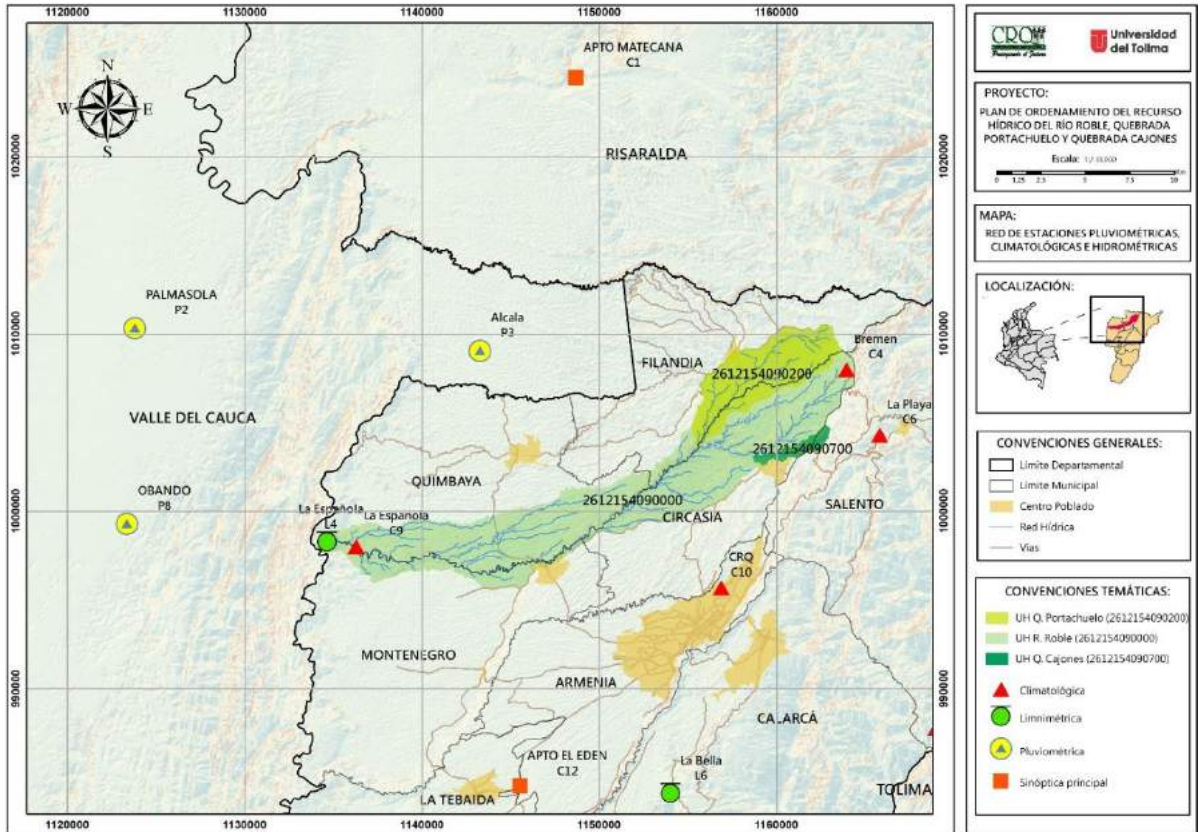 1120000 1130000 1140000 1150000 1160000
APTO MATECANA
C1
N
W E
S
RISARALDA
1020000 1020000
PALMASOLA
P2
Alcala
P3
1010000 1010000
Bremen
C4
FILANDIA
2612154090200
La Playa
C6
VALLE DEL CAUCA
2612154090700
QUIMBAYA
OBANDO
P8
2612154090000
SALENTO
1000000 1000000
La Española
L4
La Española
C9
CIRCASIA
CRQ
C10
MONTENEGRO
ARMENIA
990000 990000
CALARCÁ
APTO EL EDEN
C12
La Bella
L6
LA TEBAIDA
TOLIMA
1120000 1130000 1140000 1150000 1160000
CRQ
Universidad
del Tolima
PROYECTO:
PLAN DE ORDENAMIENTO DEL RECURSO
HÍDRICO DEL RÍO ROBLE, QUEBRADA
PORTACHUELO Y QUEBRADA CAJONES
Escala:
0 1,25 2,5 5 7,5 10
MAPA:
RED DE ESTACIONES PLUVIOMÉTRICAS,
CLIMATOLÓGICAS E HIDROMÉTRICAS
LOCALIZACIÓN:
CONVENCIONES GENERALES:
Límite Departamental
Límite Municipal
Centro Poblado
Red Hídrica
Vías
CONVENCIONES TEMÁTICAS:
UH Q. Portachuelo (2612154090200)
UH R. Roble (2612154090000)
UH Q. Cajones (2612154090700)
Climatológica
Limnimétrica
Pluviométrica
Sinóptica principal